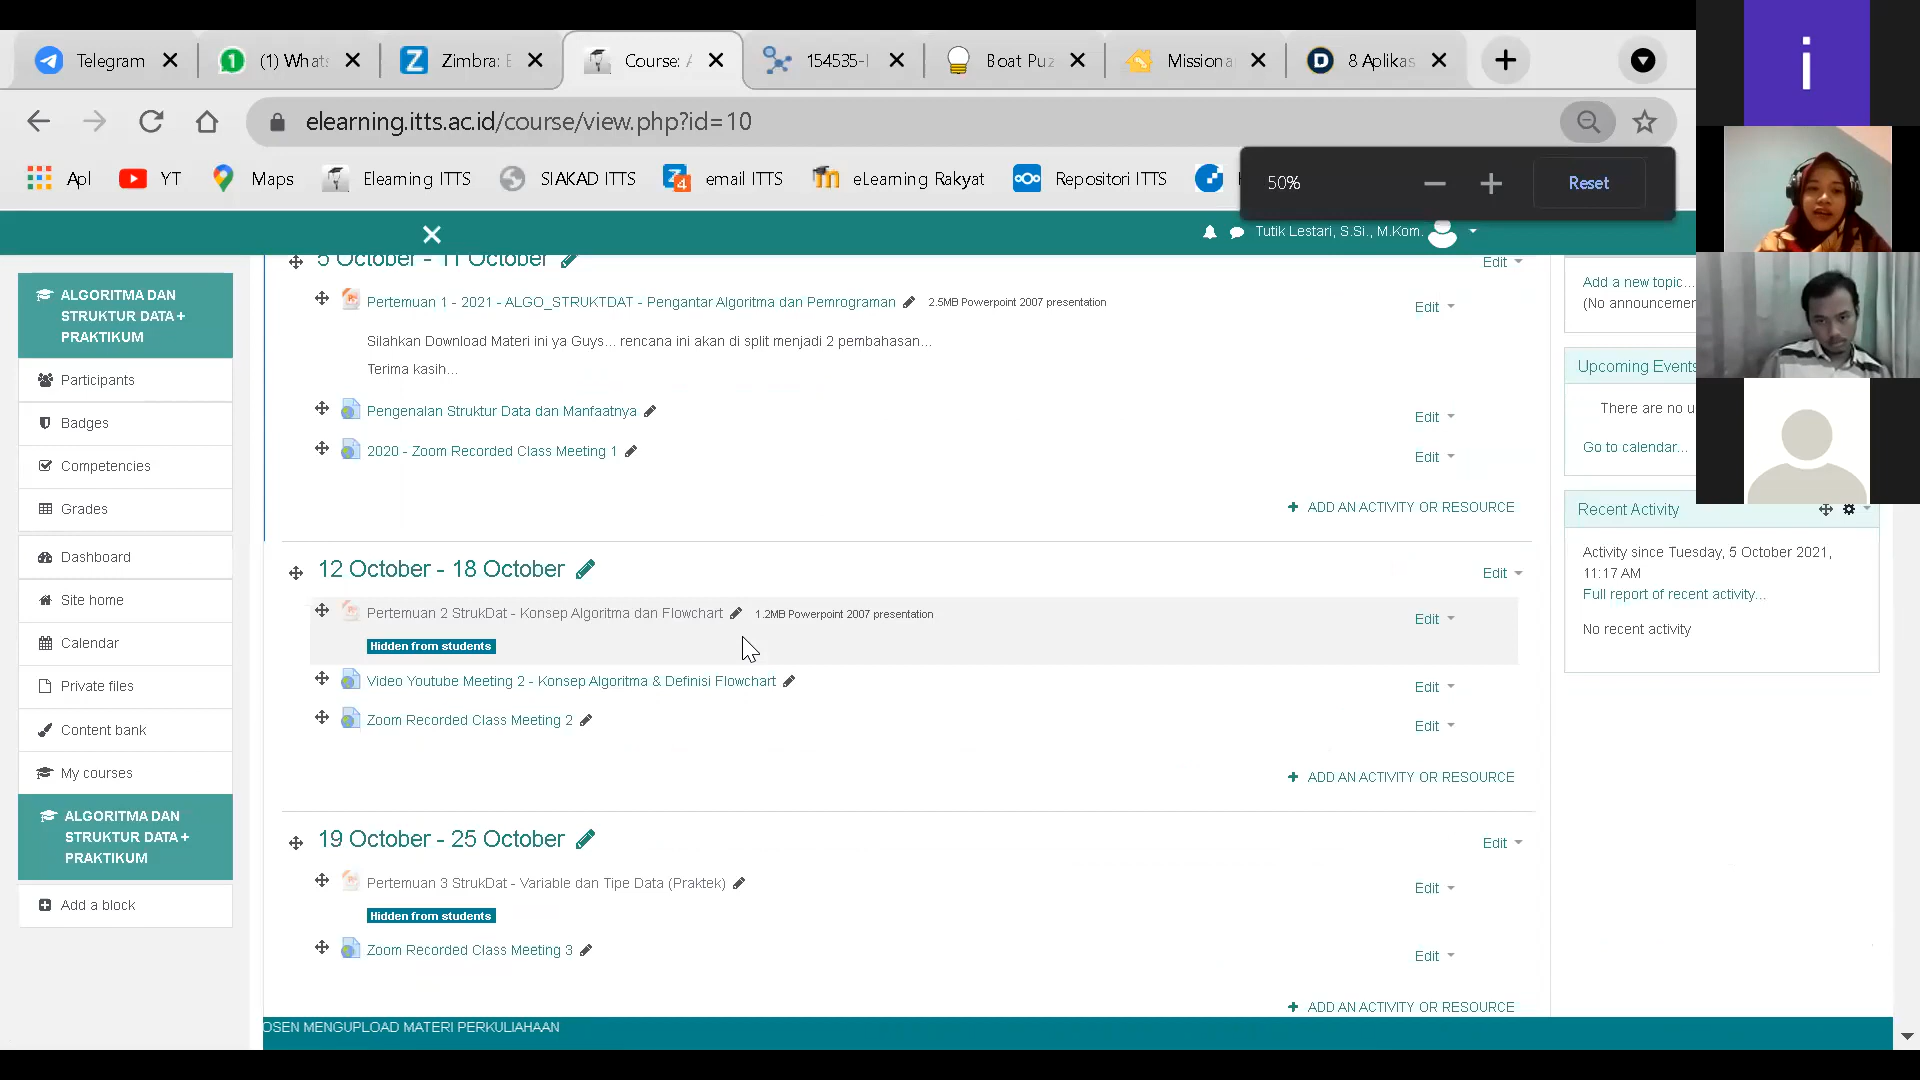 Telegram
(1) Whats
Zimbra: E
Course: A
154535-
Boat Puz
Missiona
8 Aplikas
elearning.itts.ac.id/course/view.php?id=10
Apl
YT
Maps
Elearning ITTS
SIAKAD ITTS
email ITTS
eLearning Rakyat
Repositori ITTS
50%
Reset
i
Tutik Lestari, S.Si., M.Kom.
ALGORITMA DAN
STRUKTUR DATA +
PRAKTIKUM
Participants
Badges
Competencies
Grades
Dashboard
Site home
Calendar
Private files
Content bank
My courses
ALGORITMA DAN
STRUKTUR DATA +
PRAKTIKUM
Add a block
5 October - 11 October
Edit
Pertemuan 1 - 2021 - ALGO_STRUKTDAT - Pengantar Algoritma dan Pemrograman 2.5MB Powerpoint 2007 presentation
Edit
Silahkan Download Materi ini ya Guys... rencana ini akan di split menjadi 2 pembahasan...
Terima kasih...
Pengenalan Struktur Data dan Manfaatnya
Edit
2020 - Zoom Recorded Class Meeting 1
Edit
+ ADD AN ACTIVITY OR RESOURCE
12 October - 18 October
Edit
Pertemuan 2 StrukDat - Konsep Algoritma dan Flowchart 1.2MB Powerpoint 2007 presentation
Edit
Hidden from students
Video Youtube Meeting 2 - Konsep Algoritma & Definisi Flowchart
Edit
Zoom Recorded Class Meeting 2
Edit
+ ADD AN ACTIVITY OR RESOURCE
19 October - 25 October
Edit
Pertemuan 3 StrukDat - Variable dan Tipe Data (Praktek)
Edit
Hidden from students
Zoom Recorded Class Meeting 3
Edit
+ ADD AN ACTIVITY OR RESOURCE
OSEN MENGUPLOAD MATERI PERKULIAHAAN
Add a new topic...
(No announcemen
Upcoming Events
There are no u
Go to calendar...
Recent Activity
Activity since Tuesday, 5 October 2021,
11:17 AM
Full report of recent activity...
No recent activity